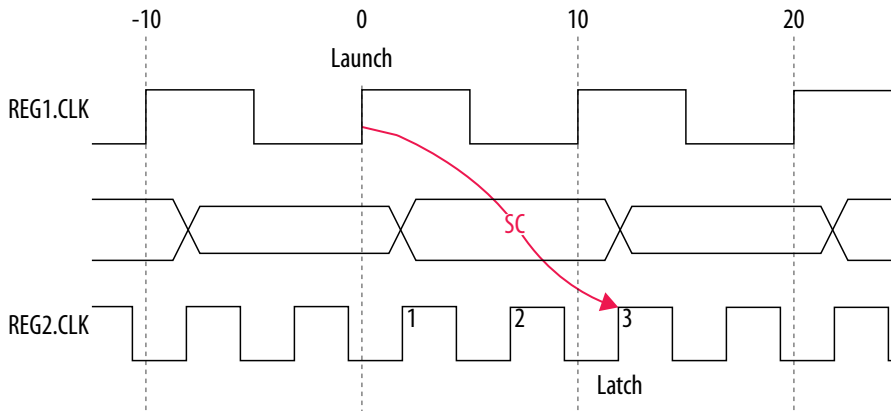 -10 0 10 20
Launch
REG1.CLK
SC
REG2.CLK
1 2 3
Latch